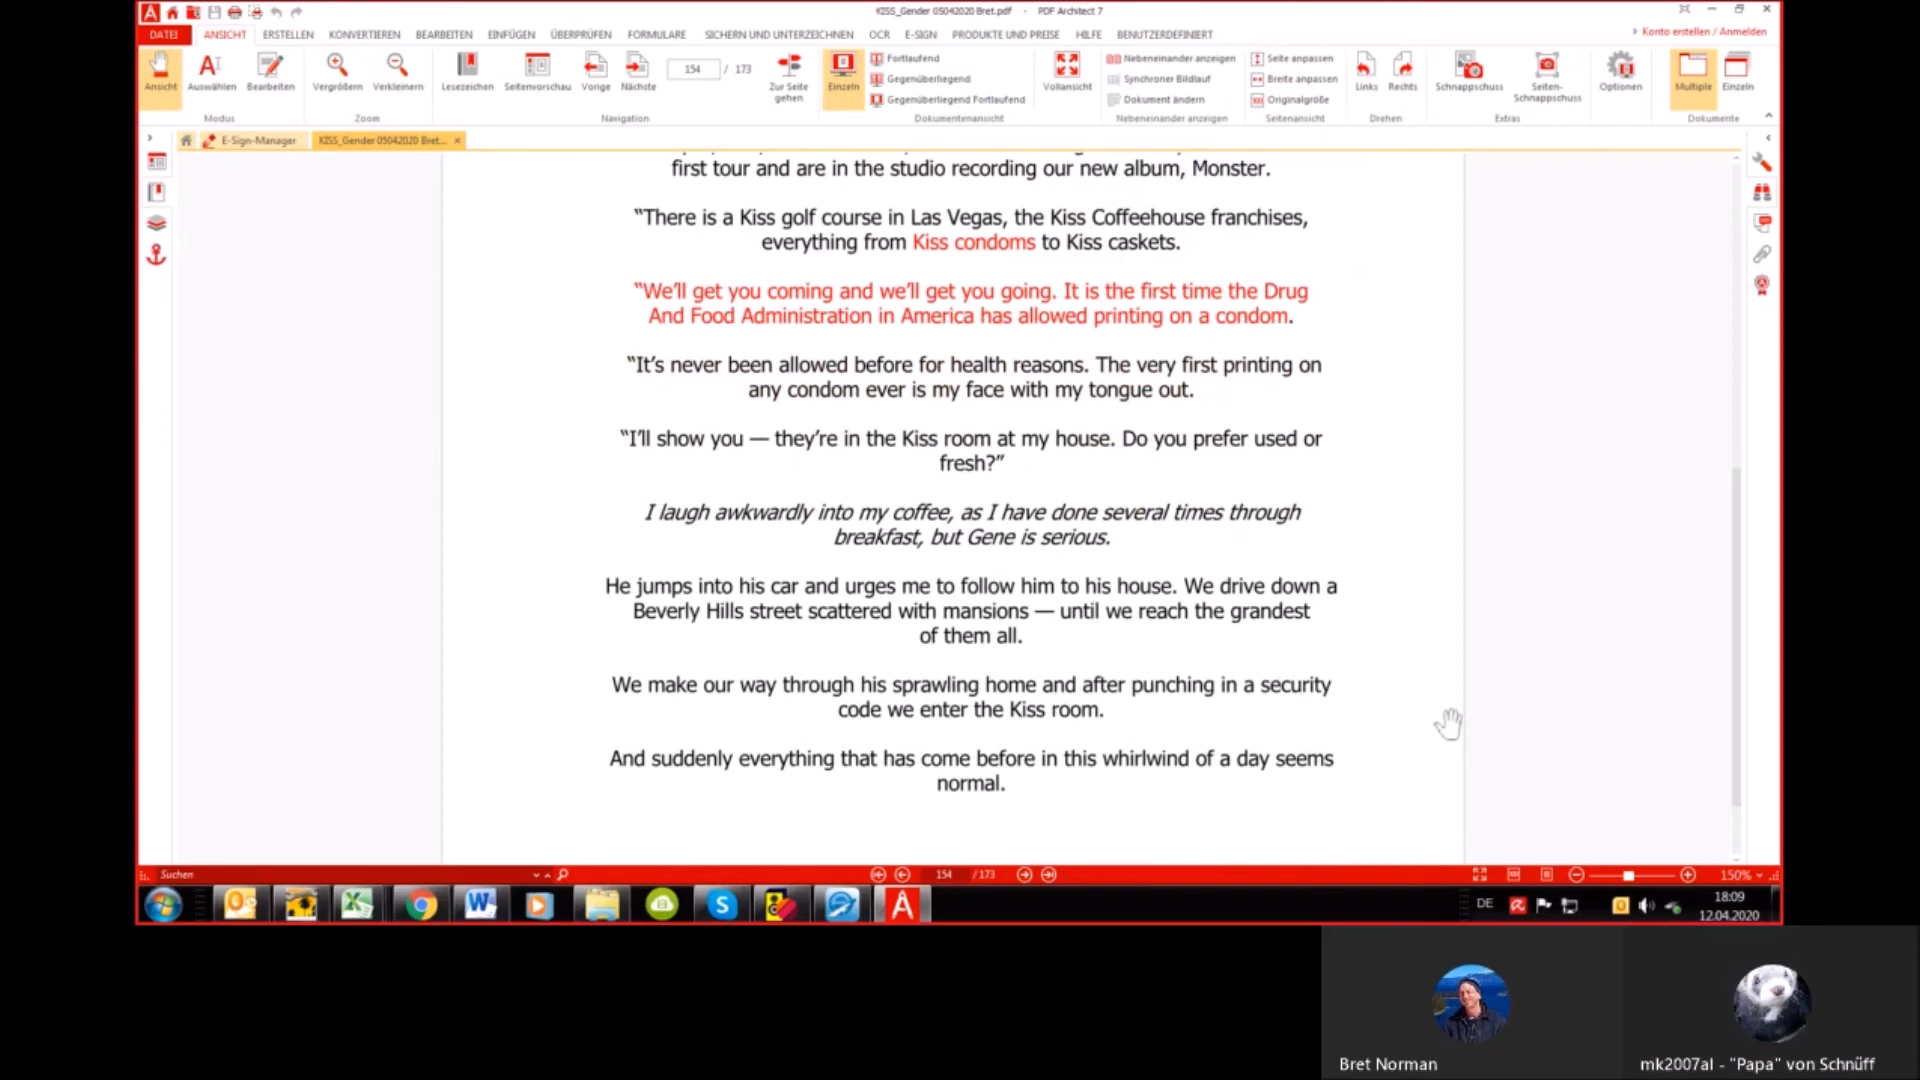 KISS_Gender 05042020 Bret.pdf - PDF Architect 7
DATEI ANSICHT ERSTELLEN KONVERTIEREN BEARBEITEN EINFÜGEN ÜBERPRÜFEN FORMULARE SICHERN UND UNTERZEICHNEN OCR E-SIGN PRODUKTE UND PREISE HILFE BENUTZERDEFINIERT Konto erstellen / Anmelden
Ansicht Auswählen Bearbeiten
Modus
Vergrößern Verkleinern
Zoom
Lesezeichen Seitenvorschau Vorige Nächste 154 / 173 Zur Seite gehen
Navigation
Einzeln
Fortlaufend
Gegenüberliegend
Gegenüberliegend Fortlaufend
Dokumentenansicht
Vollansicht
Nebeneinander anzeigen
Synchroner Bildlauf
Dokument ändern
Nebeneinander anzeigen
Seite anpassen
Breite anpassen
Originalgröße
Seitenansicht
Links Rechts
Drehen
Schnappschuss Seiten-Schnappschuss Optionen
Extras
Multiple Einzeln
Dokumente
E-Sign-Manager KISS_Gender 05042020 Bret... ×
first tour and are in the studio recording our new album, Monster.
“There is a Kiss golf course in Las Vegas, the Kiss Coffeehouse franchises,
everything from Kiss condoms to Kiss caskets.
“We’ll get you coming and we’ll get you going. It is the first time the Drug
And Food Administration in America has allowed printing on a condom.
“It’s never been allowed before for health reasons. The very first printing on
any condom ever is my face with my tongue out.
“I’ll show you — they’re in the Kiss room at my house. Do you prefer used or
fresh?”
I laugh awkwardly into my coffee, as I have done several times through
breakfast, but Gene is serious.
He jumps into his car and urges me to follow him to his house. We drive down a
Beverly Hills street scattered with mansions — until we reach the grandest
of them all.
We make our way through his sprawling home and after punching in a security
code we enter the Kiss room.
And suddenly everything that has come before in this whirlwind of a day seems
normal.
Suchen 154 / 173 150%
DE 18:09
12.04.2020
Bret Norman mk2007al - "Papa" von Schnüff